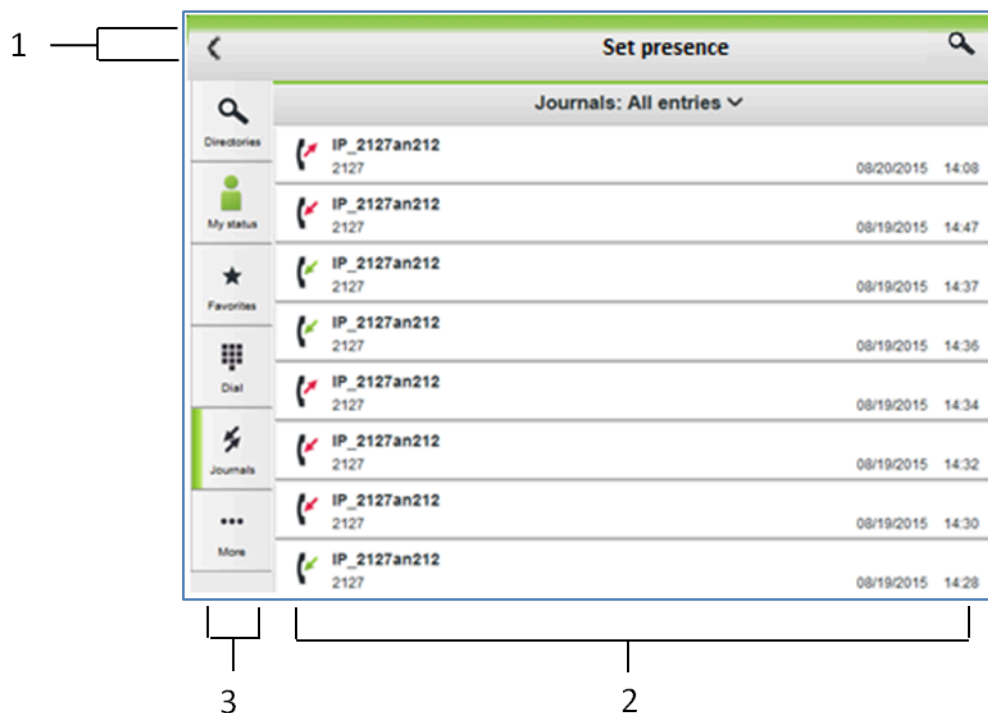 1
Set presence
Directories
My status
Favorites
Dial
Journals
More
Journals: All entries
IP_2127an212
2127 08/20/2015 14:08
IP_2127an212
2127 08/19/2015 14:47
IP_2127an212
2127 08/19/2015 14:37
IP_2127an212
2127 08/19/2015 14:36
IP_2127an212
2127 08/19/2015 14:34
IP_2127an212
2127 08/19/2015 14:32
IP_2127an212
2127 08/19/2015 14:30
IP_2127an212
2127 08/19/2015 14:28
3
2